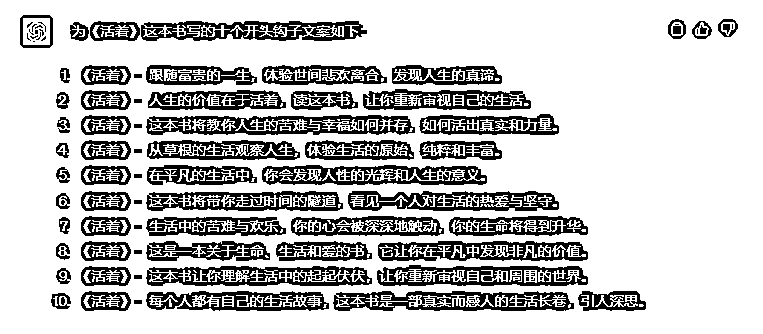 为《活着》这本书写的十个开头钩子文案如下:
1. 《活着》- 跟随富贵的一生，体验世间悲欢离合，发现人生的真谛。
2. 《活着》- 人生的价值在于活着，读这本书，让你重新审视自己的生活。
3. 《活着》- 这本书将教你人生的苦难与幸福如何并存，如何活出真实和力量。
4. 《活着》- 从草根的生活观察人生，体验生活的原始、纯粹和丰富。
5. 《活着》- 在平凡的生活中，你会发现人性的光辉和人生的意义。
6. 《活着》- 这本书将带你走过时间的隧道，看见一个人对生活的热爱与坚守。
7. 《活着》- 生活中的苦难与欢乐，你的心会被深深地触动，你的生命将得到升华。
8. 《活着》- 这是一本关于生命、生活和爱的书，它让你在平凡中发现非凡的价值。
9. 《活着》- 这本书让你理解生活中的起起伏伏，让你重新审视自己和周围的世界。
10. 《活着》- 每个人都有自己的生活故事，这本书是一部真实而感人的生活长卷，引人深思。